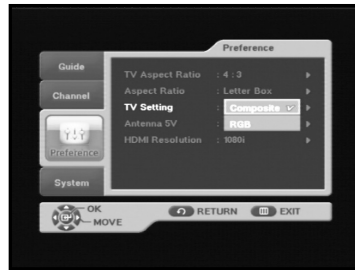 Preference
Guide
Channel
Preference
System
TV Aspect Ratio : 4:3
Aspect Ratio : Letter Box
TV Setting : Composite
RGB
Antenna 5V :
HDMI Resolution : 1080i
OK
MOVE
RETURN EXIT